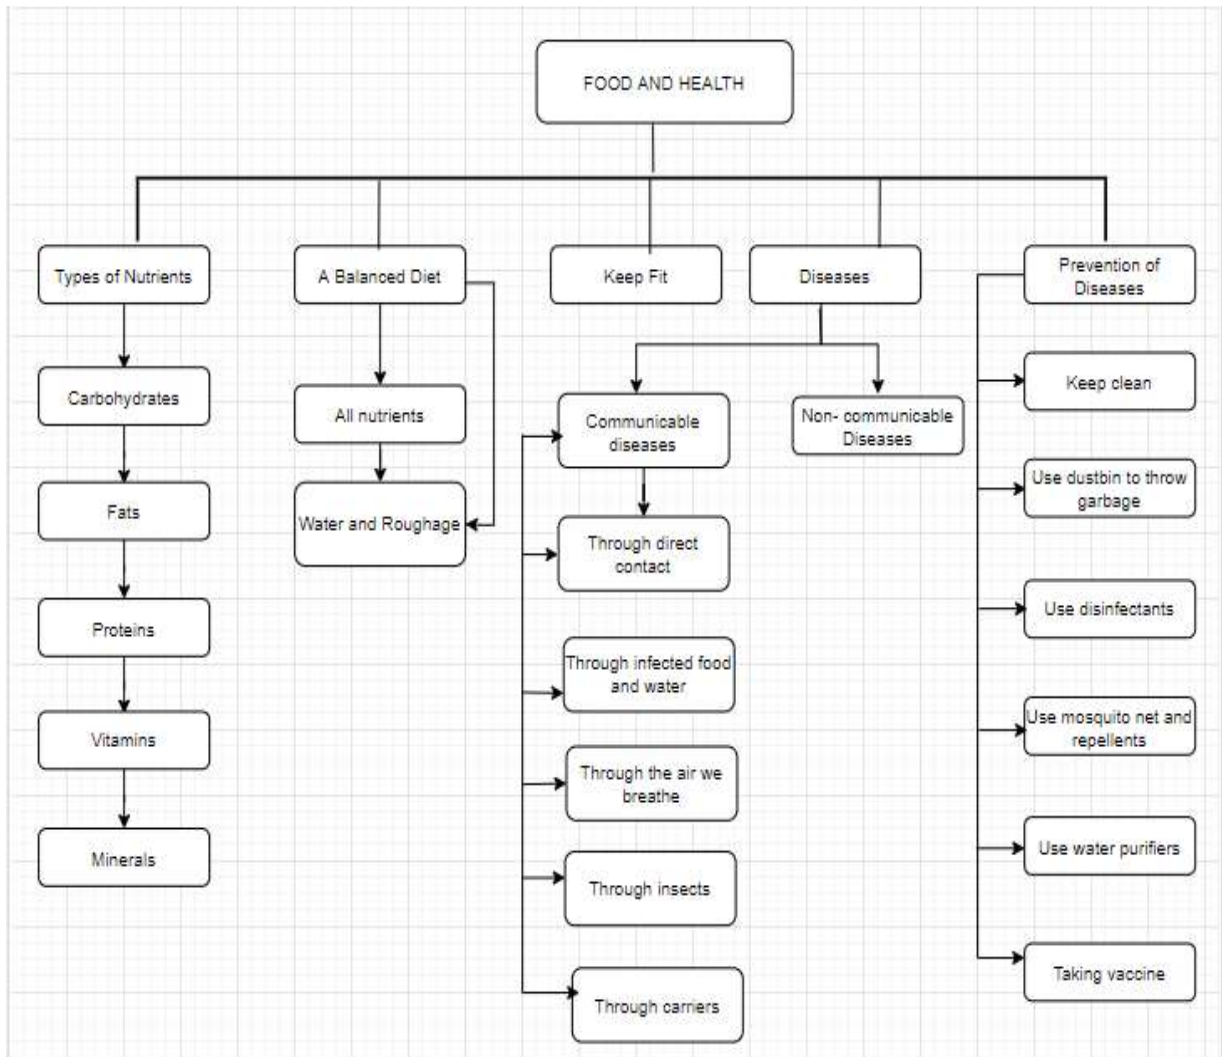 FOOD AND HEALTH
Types of Nutrients
A Balanced Diet
Keep Fit
Diseases
Prevention of
Diseases
Carbohydrates
Fats
Proteins
Vitamins
Minerals
All nutrients
Water and Roughage
Communicable
diseases
Non- communicable
Diseases
Through direct
contact
Through infected food
and water
Through the air we
breathe
Through insects
Through carriers
Keep clean
Use dustbin to throw
garbage
Use disinfectants
Use mosquito net and
repellents
Use water purifiers
Taking vaccine